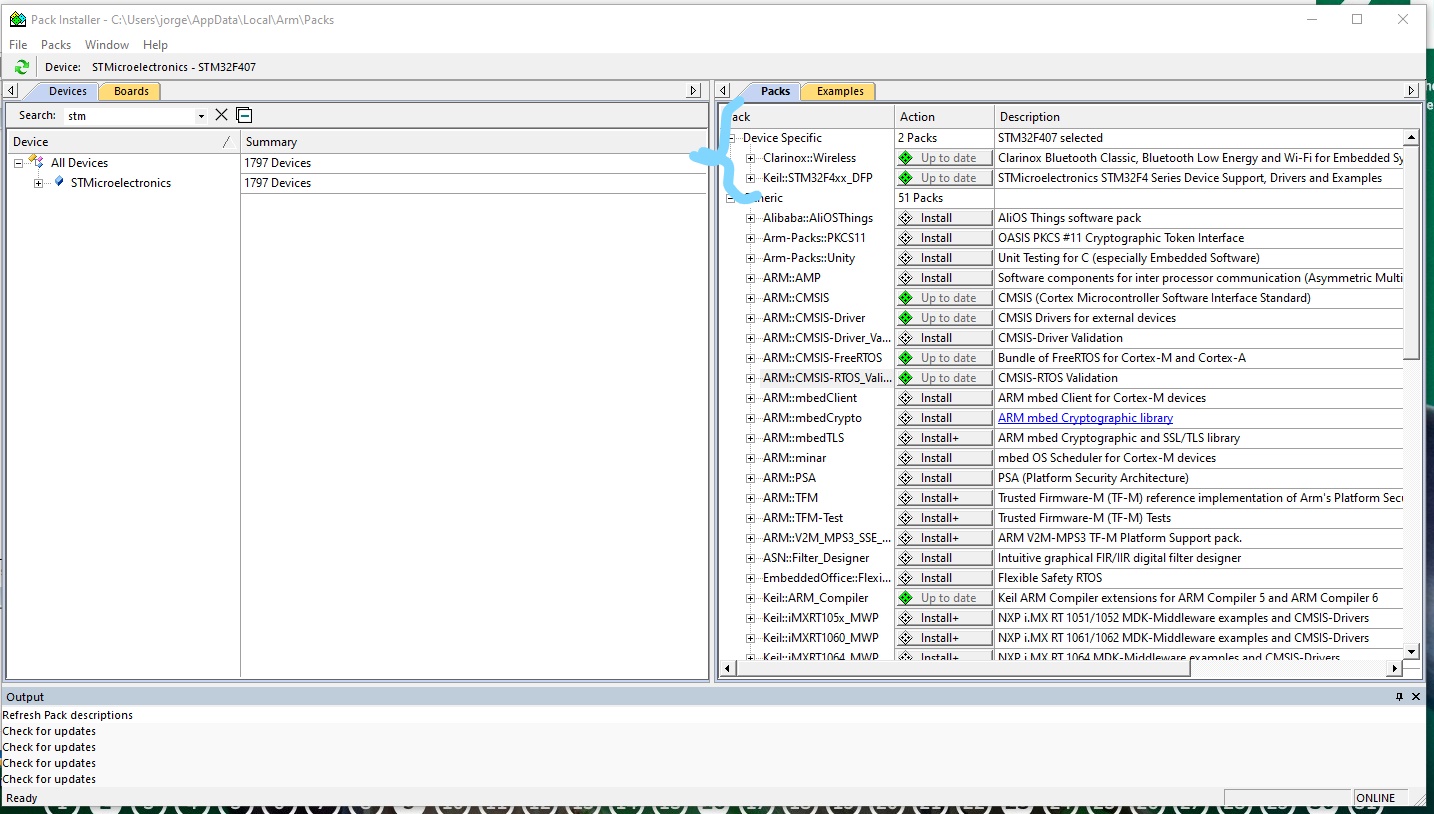 Pack Installer - C:\Users\jorge\AppData\Local\Arm\Packs
File Packs Window Help
Device: STMicroelectronics - STM32F407
Devices Boards
Search: stm
Device Summary
All Devices 1797 Devices
STMicroelectronics 1797 Devices
Packs Examples
Action Description
Device Specific 2 Packs STM32F407 selected
Clarinox::Wireless Up to date Clarinox Bluetooth Classic, Bluetooth Low Energy and Wi-Fi for Embedded Sy
Keil::STM32F4xx_DFP Up to date STMicroelectronics STM32F4 Series Device Support, Drivers and Examples
Generic 51 Packs
Alibaba::AliOSThings Install AliOS Things software pack
Arm-Packs::PKCS11 Install OASIS PKCS #11 Cryptographic Token Interface
Arm-Packs::Unity Install Unit Testing for C (especially Embedded Software)
ARM::AMP Install Software components for inter processor communication (Asymmetric Multi
ARM::CMSIS Up to date CMSIS (Cortex Microcontroller Software Interface Standard)
ARM::CMSIS-Driver Up to date CMSIS Drivers for external devices
ARM::CMSIS-Driver_Va... Install CMSIS-Driver Validation
ARM::CMSIS-FreeRTOS Up to date Bundle of FreeRTOS for Cortex-M and Cortex-A
ARM::CMSIS-RTOS_Vali... Up to date CMSIS-RTOS Validation
ARM::mbedClient Install ARM mbed Client for Cortex-M devices
ARM::mbedCrypto Install ARM mbed Cryptographic library
ARM::mbedTLS Install+ ARM mbed Cryptographic and SSL/TLS library
ARM::minar Install mbed OS Scheduler for Cortex-M devices
ARM::PSA Install PSA (Platform Security Architecture)
ARM::TFM Install+ Trusted Firmware-M (TF-M) reference implementation of Arm's Platform Secu
ARM::TFM-Test Install+ Trusted Firmware-M (TF-M) Tests
ARM::V2M_MPS3_SSE_... Install+ ARM V2M-MPS3 TF-M Platform Support pack.
ASN::Filter_Designer Install Intuitive graphical FIR/IIR digital filter designer
EmbeddedOffice::Flexi... Install Flexible Safety RTOS
Keil::ARM_Compiler Up to date Keil ARM Compiler extensions for ARM Compiler 5 and ARM Compiler 6
Keil::iMXRT105x_MWP Install+ NXP i.MX RT 1051/1052 MDK-Middleware examples and CMSIS-Drivers
Keil::iMXRT1060_MWP Install+ NXP i.MX RT 1061/1062 MDK-Middleware examples and CMSIS-Drivers
Keil::iMXRT1064_MWP Install+ NXP i.MX RT 1064 MDK-Middleware examples and CMSIS-Drivers
Output
Refresh Pack descriptions
Check for updates
Check for updates
Check for updates
Check for updates
Ready ONLINE